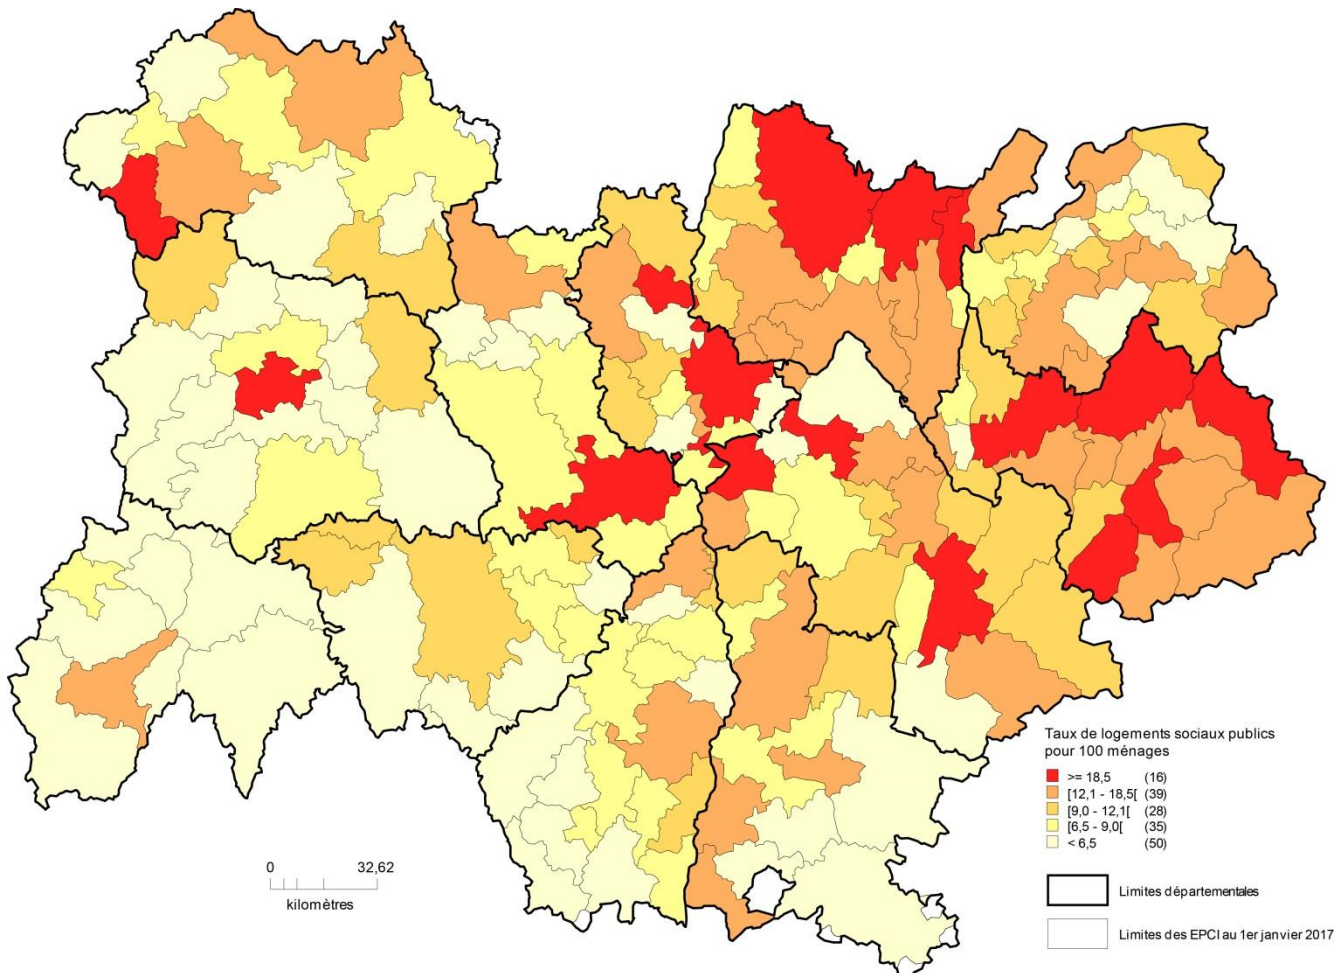 Taux de logements sociaux publics
pour 100 ménages
>= 18,5 (16)
[12,1 - 18,5[ (39)
[9,0 - 12,1[ (28)
[6,5 - 9,0[ (35)
< 6,5 (50)
0 32,62
kilomètres
Limites départementales
Limites des EPCI au 1er janvier 2017